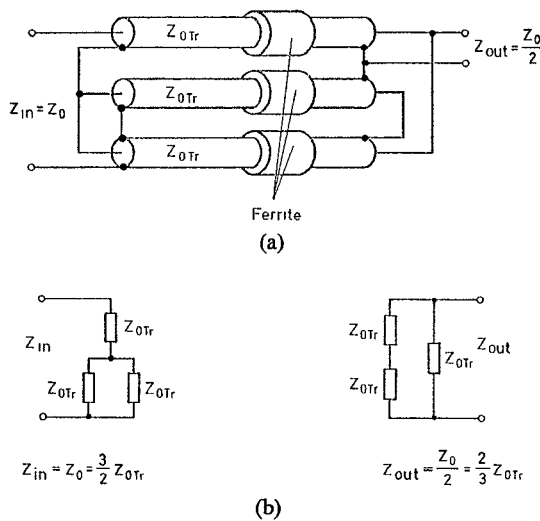 Z0Tr
Zout = Z0/2
Z0Tr
Zin = Z0
Z0Tr
Ferrite
(a)
Zin
Z0Tr
Z0Tr
Z0Tr
Z0Tr
Z0Tr
Z0Tr
Zout
Zin = Z0 = 3/2 Z0Tr
Zout = Z0/2 = 2/3 Z0Tr
(b)